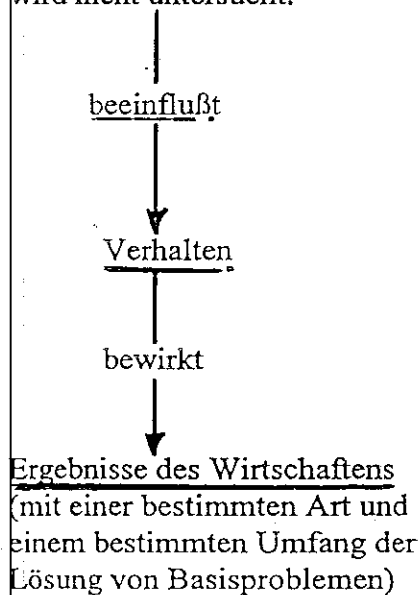 wird nicht untersucht.
beeinflußt
Verhalten
bewirkt
Ergebnisse des Wirtschaftens
(mit einer bestimmten Art und
einem bestimmten Umfang der
Lösung von Basisproblemen)